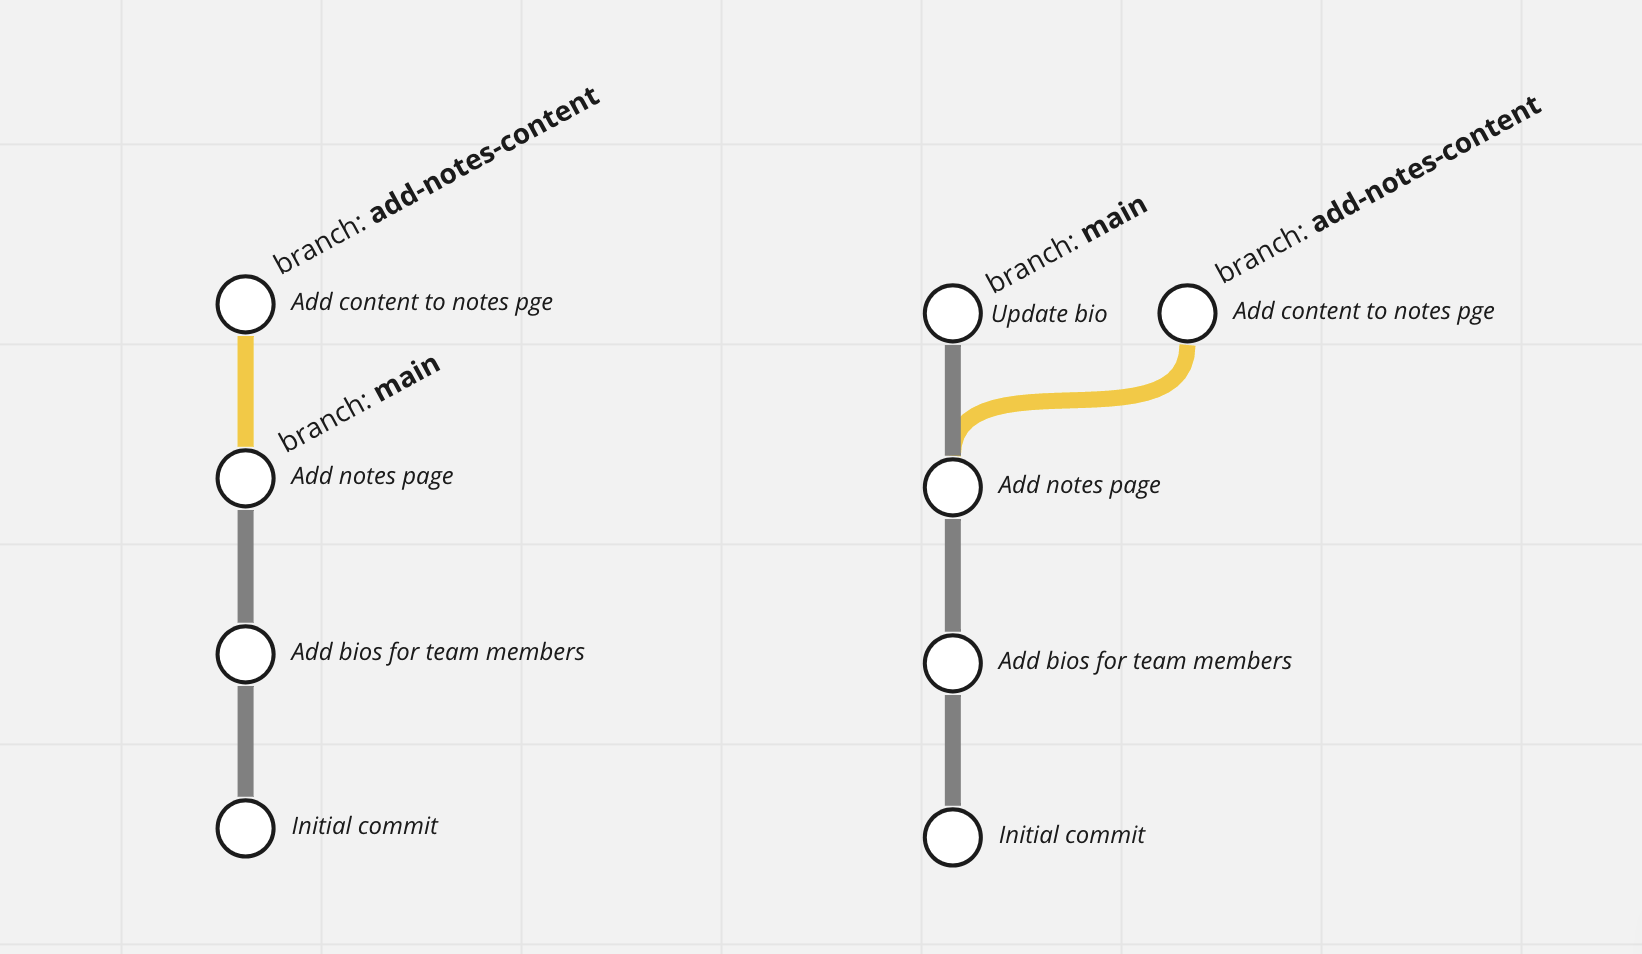 branch: add-notes-content
Add content to notes pge
branch: main
Add notes page
Add bios for team members
Initial commit
branch: main
Update bio
branch: add-notes-content
Add content to notes pge
Add notes page
Add bios for team members
Initial commit